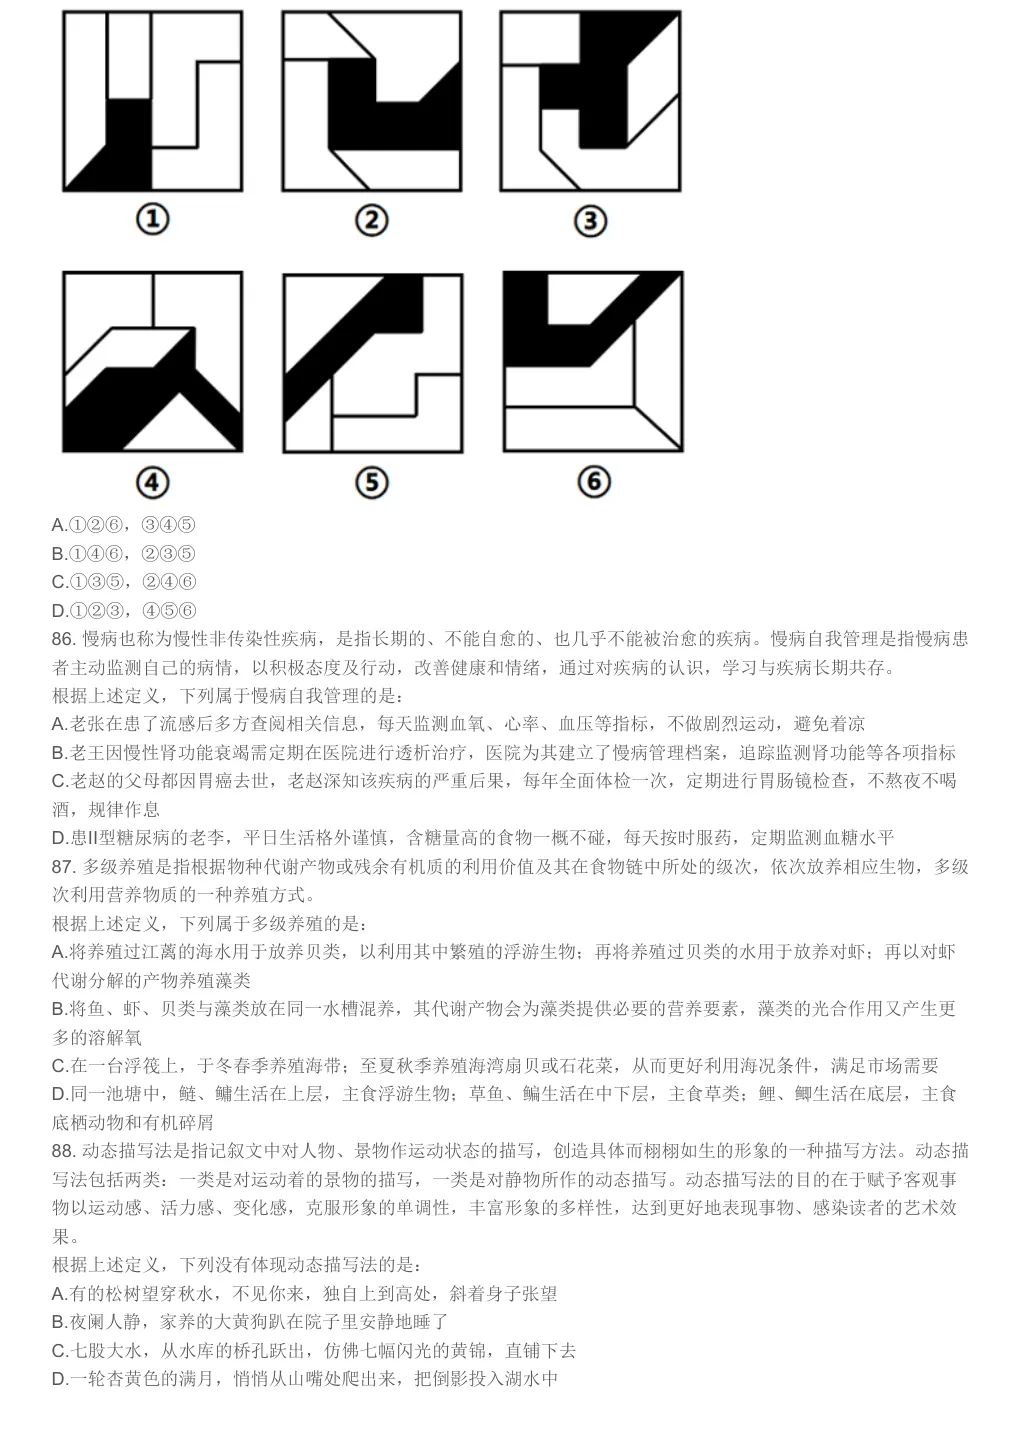 ① ② ③
④ ⑤ ⑥
A.①②⑥，③④⑤
B.①④⑥，②③⑤
C.①③⑤，②④⑥
D.①②③，④⑤⑥
86. 慢病也称为慢性非传染性疾病，是指长期的、不能自愈的、也几乎不能被治愈的疾病。慢病自我管理是指慢病患
者主动监测自己的病情，以积极态度及行动，改善健康和情绪，通过对疾病的认识，学习与疾病长期共存。
根据上述定义，下列属于慢病自我管理的是：
A.老张在患了流感后多方查阅相关信息，每天监测血氧、心率、血压等指标，不做剧烈运动，避免着凉
B.老王因慢性肾功能衰竭需定期在医院进行透析治疗，医院为其建立了慢病管理档案，追踪监测肾功能等各项指标
C.老赵的父母都因胃癌去世，老赵深知该疾病的严重后果，每年全面体检一次，定期进行胃肠镜检查，不熬夜不喝
酒，规律作息
D.患II型糖尿病的老李，平日生活格外谨慎，含糖量高的食物一概不碰，每天按时服药，定期监测血糖水平
87. 多级养殖是指根据物种代谢产物或残余有机质的利用价值及其在食物链中所处的级次，依次放养相应生物，多级
次利用营养物质的一种养殖方式。
根据上述定义，下列属于多级养殖的是：
A.将养殖过江蓠的海水用于放养贝类，以利用其中繁殖的浮游生物；再将养殖过贝类的水用于放养对虾；再以对虾
代谢分解的产物养殖藻类
B.将鱼、虾、贝类与藻类放在同一水槽混养，其代谢产物会为藻类提供必要的营养要素，藻类的光合作用又产生更
多的溶解氧
C.在一台浮筏上，于冬春季养殖海带；至夏秋季养殖海湾扇贝或石花菜，从而更好利用海况条件，满足市场需要
D.同一池塘中，鲢、鳙生活在上层，主食浮游生物；草鱼、鳊生活在中下层，主食草类；鲤、鲫生活在底层，主食
底栖动物和有机碎屑
88. 动态描写法是指记叙文中对人物、景物作运动状态的描写，创造具体而栩栩如生的形象的一种描写方法。动态描
写法包括两类：一类是对运动着的景物的描写，一类是对静物所作的动态描写。动态描写法的目的在于赋予客观事
物以运动感、活力感、变化感，克服形象的单调性，丰富形象的多样性，达到更好地表现事物、感染读者的艺术效
果。
根据上述定义，下列没有体现动态描写法的是：
A.有的松树望穿秋水，不见你来，独自上到高处，斜着身子张望
B.夜阑人静，家养的大黄狗趴在院子里安静地睡了
C.七股大水，从水库的桥孔跃出，仿佛七幅闪光的黄锦，直铺下去
D.一轮杏黄色的满月，悄悄从山嘴处爬出来，把倒影投入湖水中